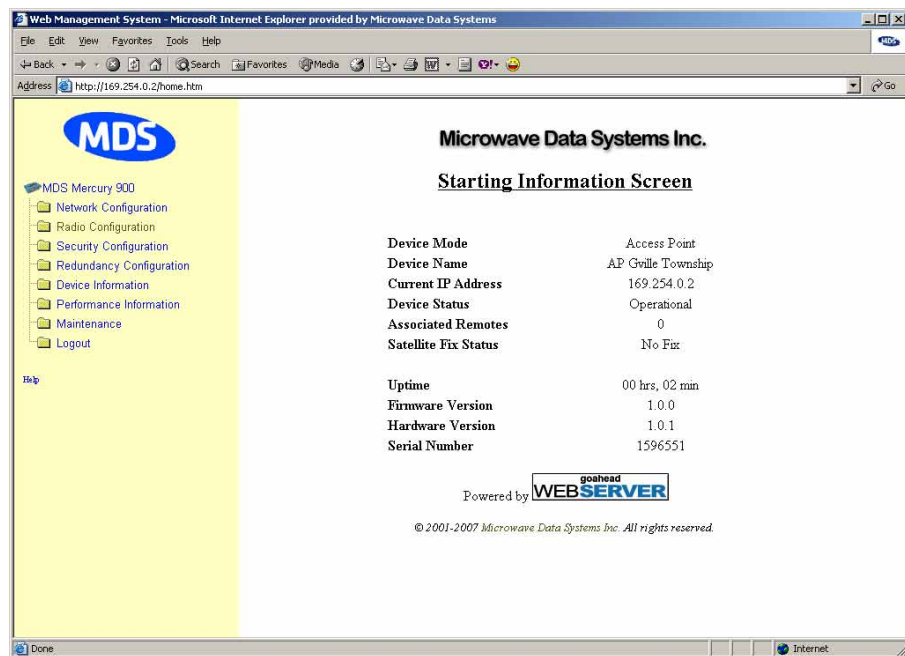 Web Management System - Microsoft Internet Explorer provided by Microwave Data Systems
File Edit View Favorites Tools Help
MDS
Back Search Favorites Media
Address http://169.254.0.2/home.htm Go
MDS
MDS Mercury 900
Network Configuration
Radio Configuration
Security Configuration
Redundancy Configuration
Device Information
Performance Information
Maintenance
Logout
Help
Microwave Data Systems Inc.
Starting Information Screen
Device Mode Access Point
Device Name AP Gville Township
Current IP Address 169.254.0.2
Device Status Operational
Associated Remotes 0
Satellite Fix Status No Fix
Uptime 00 hrs, 02 min
Firmware Version 1.0.0
Hardware Version 1.0.1
Serial Number 1596551
Powered by goahead WEBSERVER
© 2001-2007 Microwave Data Systems Inc. All rights reserved.
Done Internet